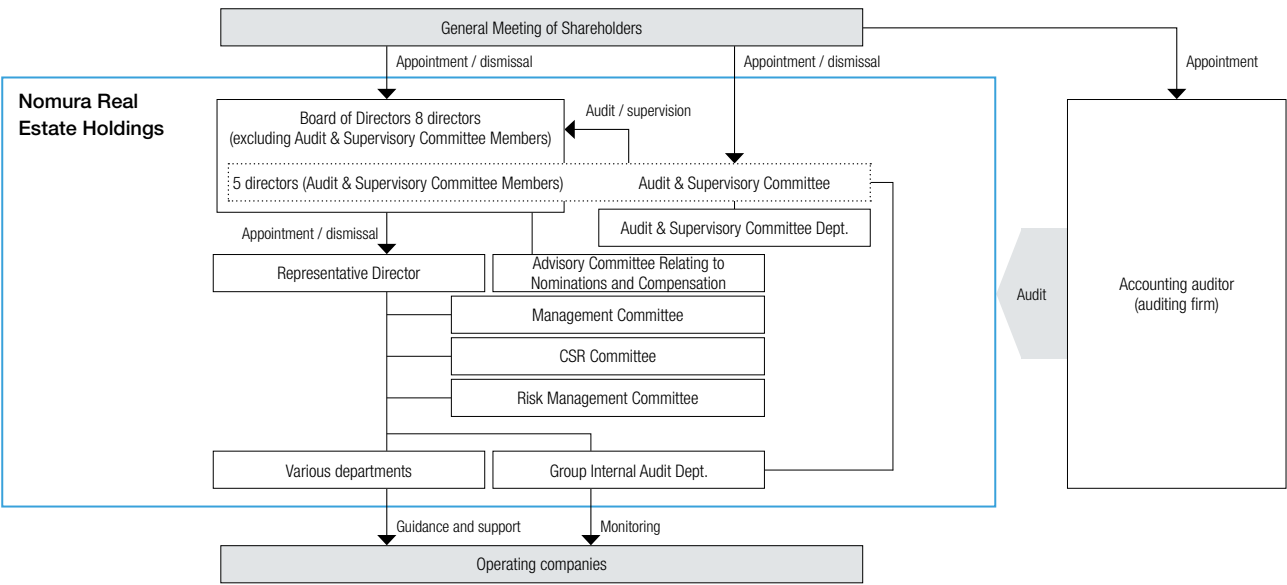 General Meeting of Shareholders
Appointment / dismissal
Appointment / dismissal
Appointment
Nomura Real
Estate Holdings
Board of Directors 8 directors
(excluding Audit & Supervisory Committee Members)
Audit / supervision
5 directors (Audit & Supervisory Committee Members)
Audit & Supervisory Committee
Audit & Supervisory Committee Dept.
Appointment / dismissal
Representative Director
Advisory Committee Relating to
Nominations and Compensation
Management Committee
CSR Committee
Risk Management Committee
Various departments
Group Internal Audit Dept.
Audit
Accounting auditor
(auditing firm)
Guidance and support
Monitoring
Operating companies